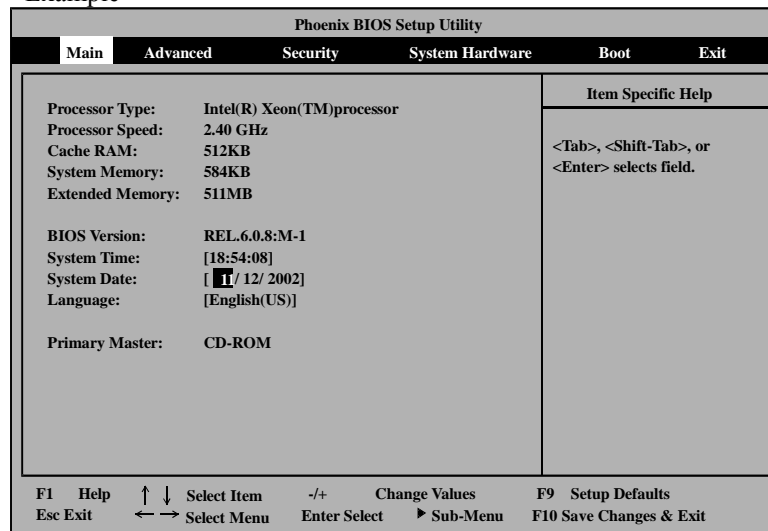 Example
Phoenix BIOS Setup Utility
Main Advanced Security System Hardware Boot Exit
Item Specific Help
<Tab>, <Shift-Tab>, or
<Enter> selects field.
Processor Type: Intel(R) Xeon(TM)processor
Processor Speed: 2.40 GHz
Cache RAM: 512KB
System Memory: 584KB
Extended Memory: 511MB
BIOS Version: REL.6.0.8:M-1
System Time: [18:54:08]
System Date: [ 11/ 12/ 2002]
Language: [English(US)]
Primary Master: CD-ROM
F1 Help ↑ ↓ Select Item -/+ Change Values F9 Setup Defaults
Esc Exit ← → Select Menu Enter Select ▶ Sub-Menu F10 Save Changes & Exit